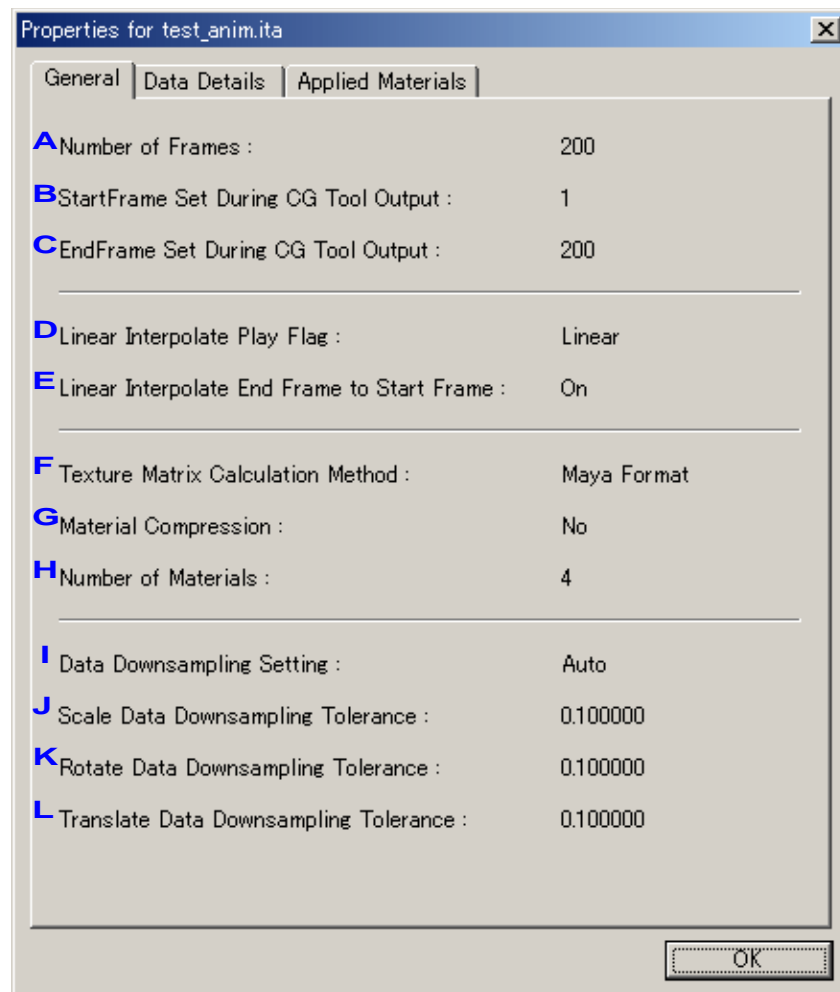 Properties for test_anim.ita
General Data Details Applied Materials
A Number of Frames : 200
B StartFrame Set During CG Tool Output : 1
C EndFrame Set During CG Tool Output : 200
D Linear Interpolate Play Flag : Linear
E Linear Interpolate End Frame to Start Frame : On
F Texture Matrix Calculation Method : Maya Format
G Material Compression : No
H Number of Materials : 4
I Data Downsampling Setting : Auto
J Scale Data Downsampling Tolerance : 0.100000
K Rotate Data Downsampling Tolerance : 0.100000
L Translate Data Downsampling Tolerance : 0.100000
OK